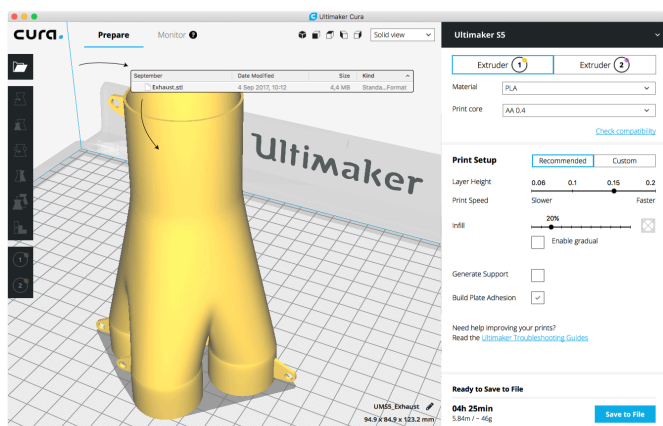 Ultimaker Cura
cura.
Prepare
Monitor ?
Solid view
Ultimaker S5
September Date Modified Size Kind
Exhaust.stl 4 Sep 2017, 10:12 4,4 MB Standa...Format
Ultimaker
1
2
UMS5_Exhaust
94.9 x 84.9 x 123.2 mm
Extruder 1
Extruder 2
Material PLA
Print core AA 0.4
Check compatibility
Print Setup Recommended Custom
Layer Height 0.06 0.1 0.15 0.2
Print Speed Slower Faster
20%
Infill
Enable gradual
Generate Support
Build Plate Adhesion
Need help improving your prints?
Read the Ultimaker Troubleshooting Guides
Ready to Save to File
04h 25min
5.84m / ~ 46g
Save to File